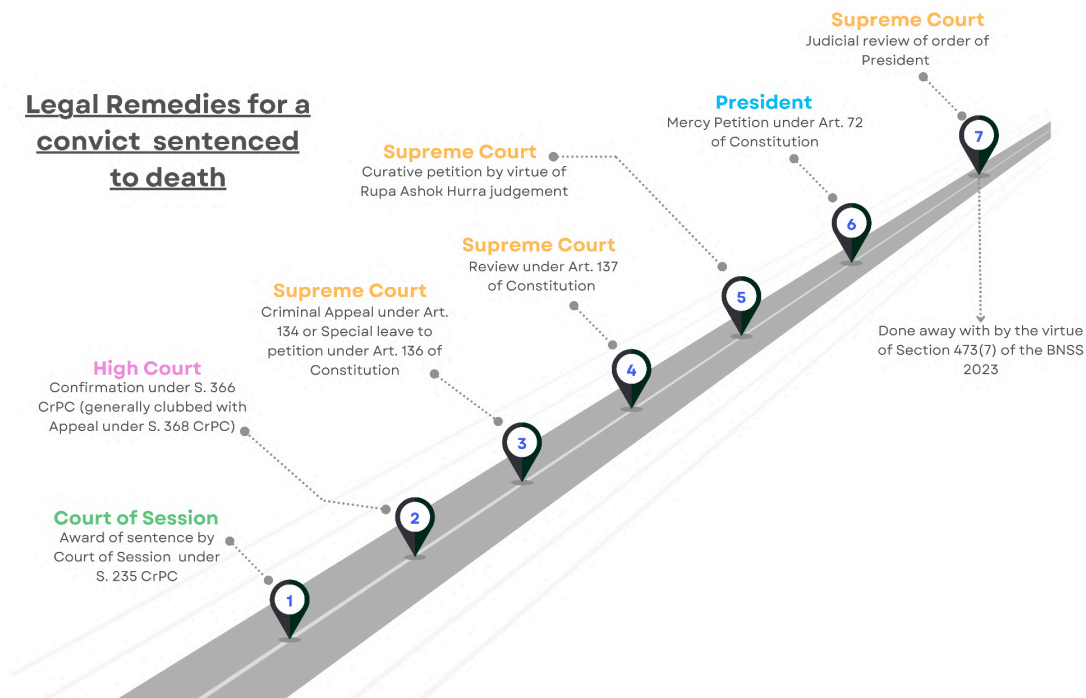 Legal Remedies for a
convict sentenced
to death
Court of Session
Award of sentence by
Court of Session under
S. 235 CrPC
1
High Court
Confirmation under S. 366
CrPC (generally clubbed with
Appeal under S. 368 CrPC)
2
Supreme Court
Criminal Appeal under Art.
134 or Special leave to
petition under Art. 136 of
Constitution
3
Supreme Court
Review under Art. 137
of Constitution
4
Supreme Court
Curative petition by virtue of
Rupa Ashok Hurra judgement
5
President
Mercy Petition under Art. 72
of Constitution
6
Supreme Court
Judicial review of order of
President
7
Done away with by the virtue
of Section 473(7) of the BNSS
2023